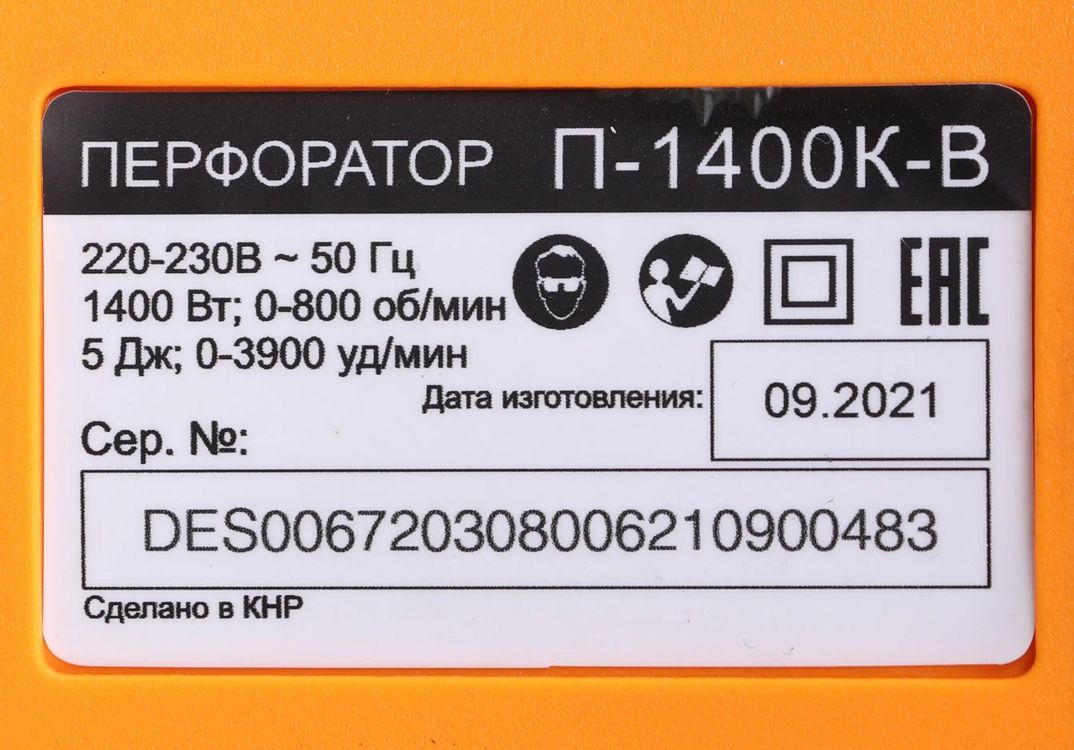 ПЕРФОРАТОР П-1400К-В
220-230В ~ 50 Гц
1400 Вт; 0-800 об/мин
5 Дж; 0-3900 уд/мин
EAC
Дата изготовления: 09.2021
Сер. №:
DES006720308006210900483
Сделано в КНР